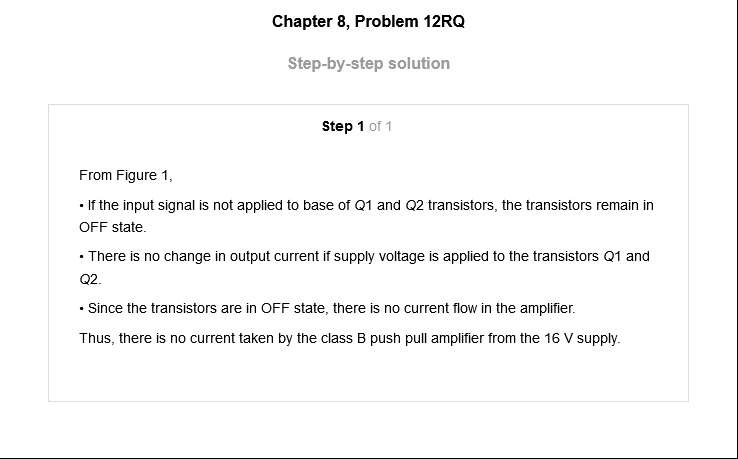 Chapter 8, Problem 12RQ
Step-by-step solution
Step 1 of 1
From Figure 1,
• If the input signal is not applied to base of Q1 and Q2 transistors, the transistors remain in
OFF state.
• There is no change in output current if supply voltage is applied to the transistors Q1 and
Q2.
• Since the transistors are in OFF state, there is no current flow in the amplifier.
Thus, there is no current taken by the class B push pull amplifier from the 16 V supply.